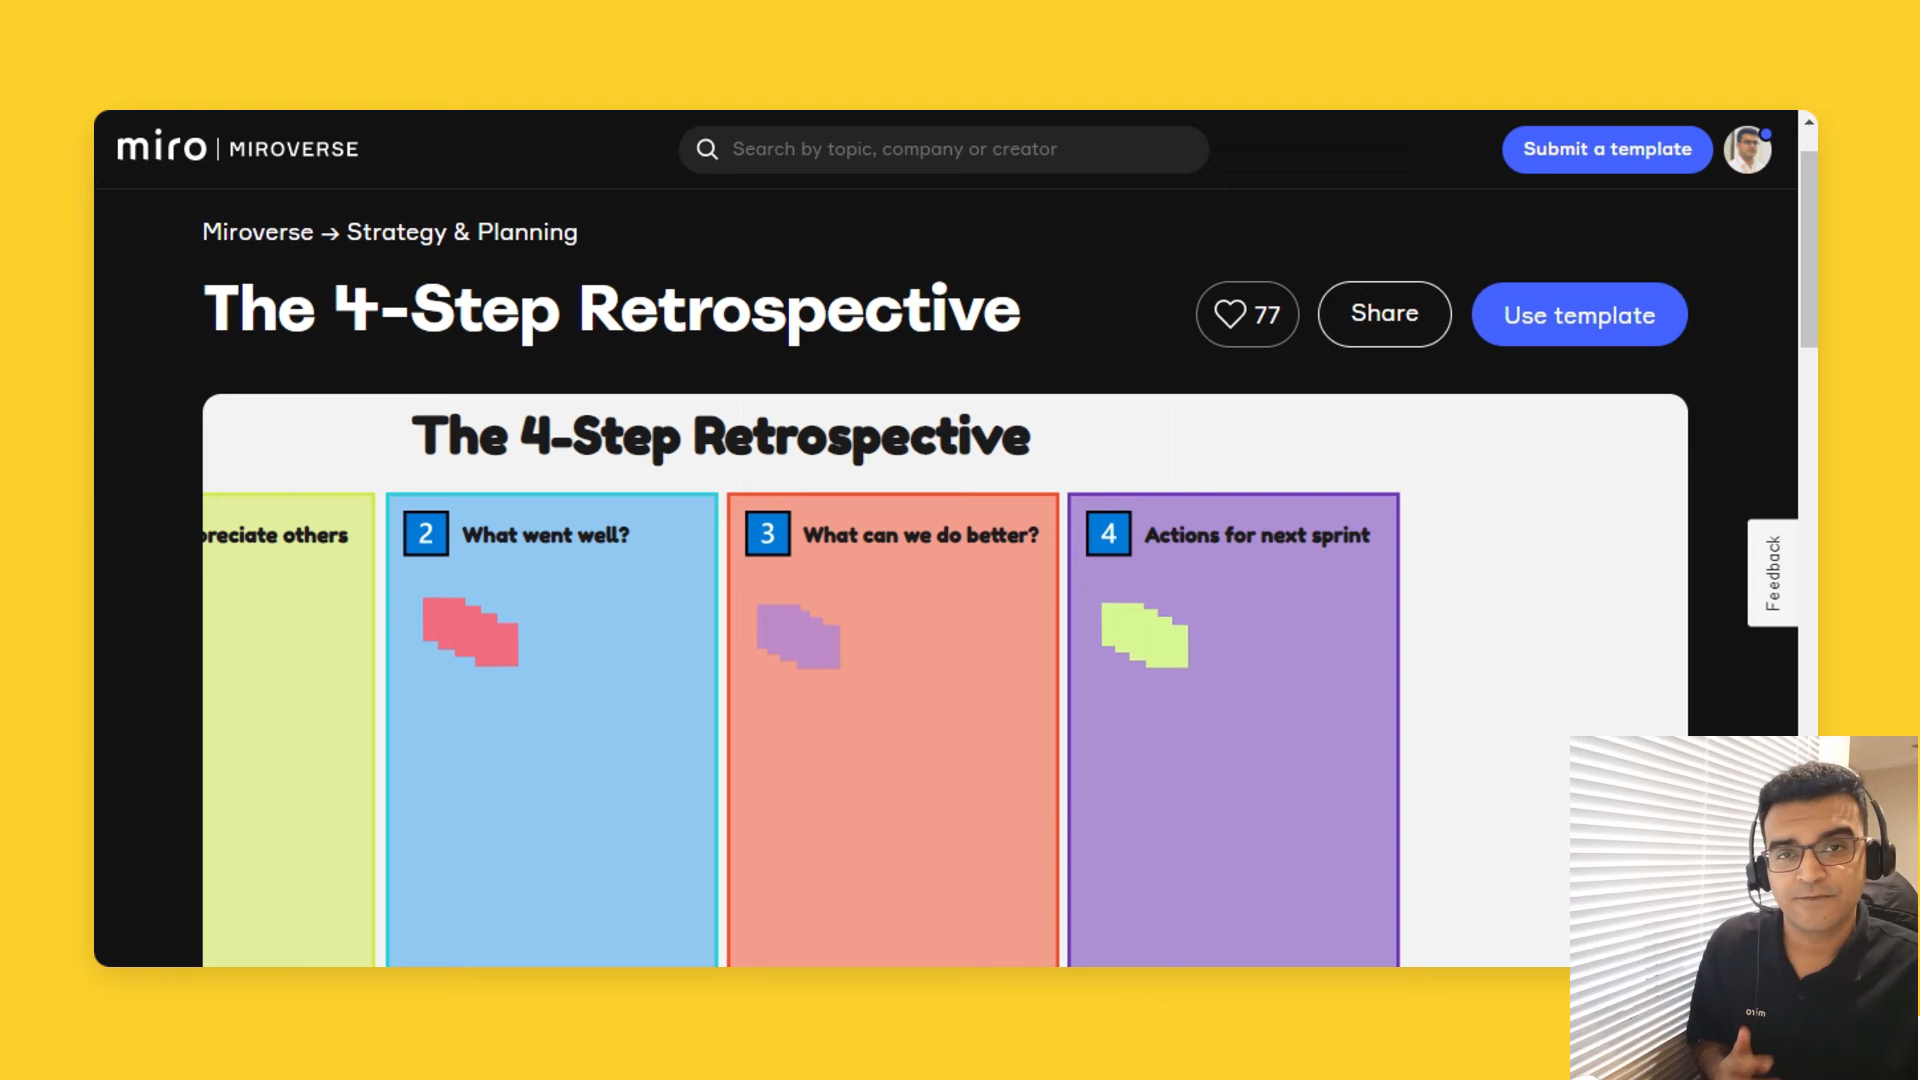 miro | MIROVERSE
Search by topic, company or creator
Submit a template
Miroverse → Strategy & Planning
The 4-Step Retrospective
77
Share
Use template
The 4-Step Retrospective
preciate others
2 What went well?
3 What can we do better?
4 Actions for next sprint
Feedback
miro